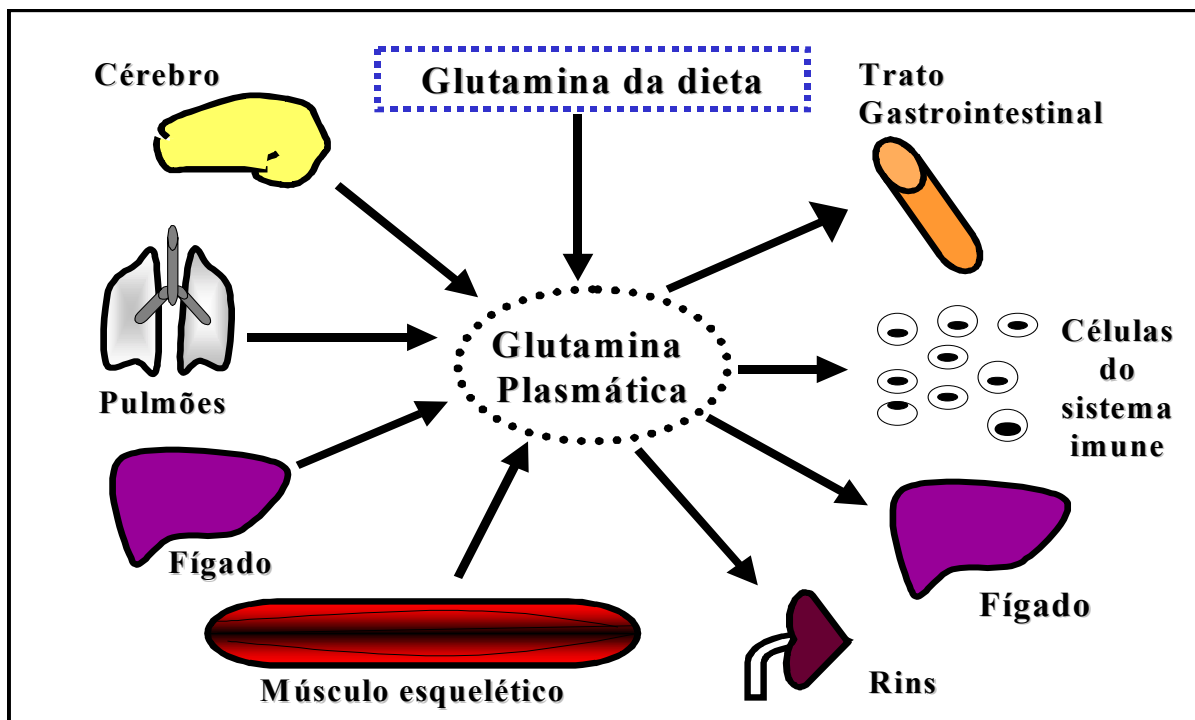 Cérebro
Glutamina da dieta
Trato
Gastrointestinal
Pulmões
Glutamina
Plasmática
Células
do
sistema
imune
Fígado
Músculo esquelético
Rins
Fígado